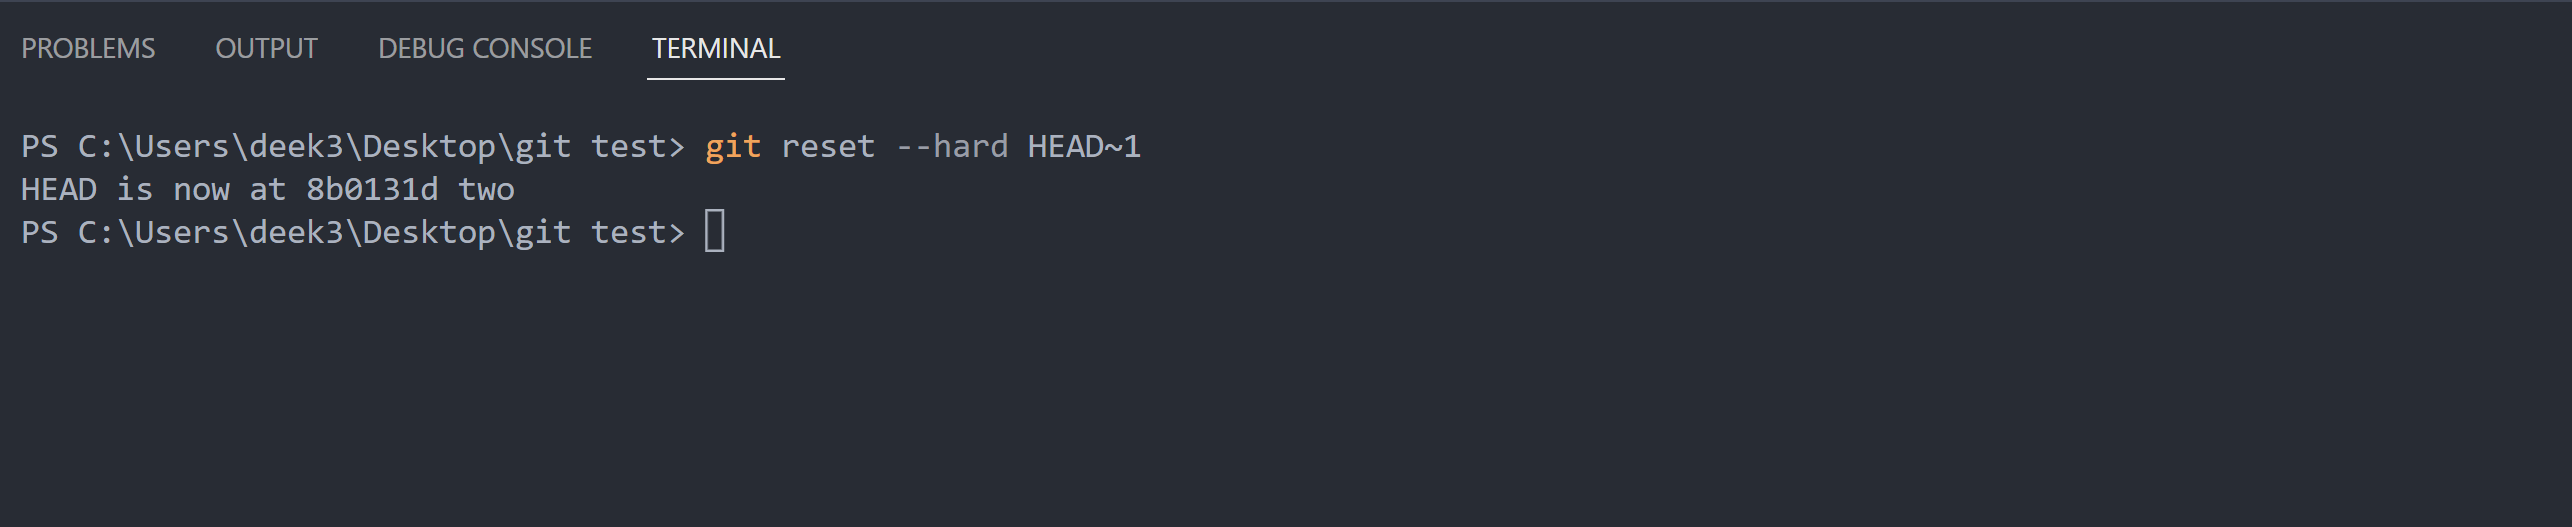 PROBLEMS OUTPUT DEBUG CONSOLE TERMINAL
PS C:\Users\deek3\Desktop\git test> git reset --hard HEAD~1
HEAD is now at 8b0131d two
PS C:\Users\deek3\Desktop\git test>